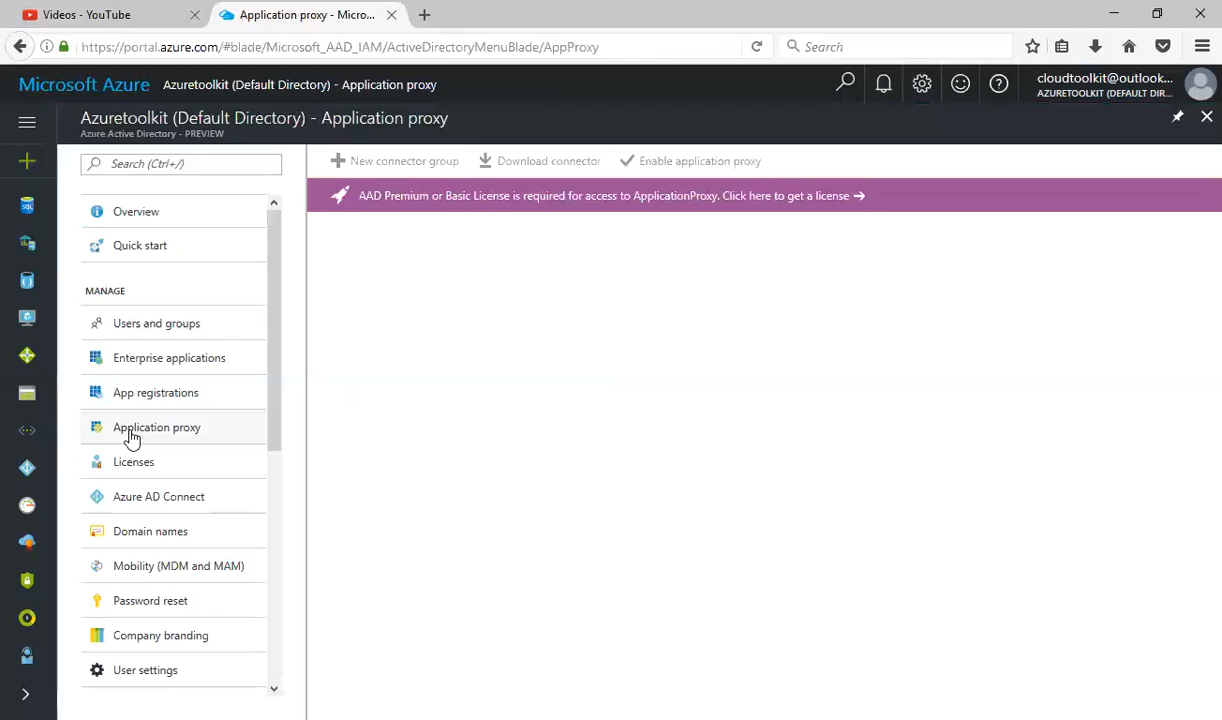 Videos - YouTube
Application proxy - Micro...
https://portal.azure.com/#blade/Microsoft_AAD_IAM/ActiveDirectoryMenuBlade/AppProxy
Search
Microsoft Azure
Azuretoolkit (Default Directory) - Application proxy
cloudtoolkit@outlook...
AZURETOOLKIT (DEFAULT DIR...
Azuretoolkit (Default Directory) - Application proxy
Azure Active Directory - PREVIEW
Search (Ctrl+/)
New connector group
Download connector
Enable application proxy
AAD Premium or Basic License is required for access to ApplicationProxy. Click here to get a license →
Overview
Quick start
MANAGE
Users and groups
Enterprise applications
App registrations
Application proxy
Licenses
Azure AD Connect
Domain names
Mobility (MDM and MAM)
Password reset
Company branding
User settings
SQL